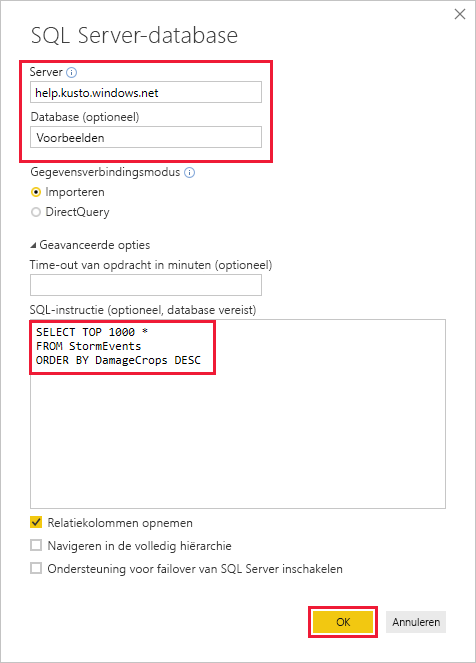 SQL Server-database
Server
help.kusto.windows.net
Database (optioneel)
Voorbeelden
Gegevensverbindingsmodus
Importeren
DirectQuery
Geavanceerde opties
Time-out van opdracht in minuten (optioneel)
SQL-instructie (optioneel, database vereist)
SELECT TOP 1000 *
FROM StormEvents
ORDER BY DamageCrops DESC
Relatiekolommen opnemen
Navigeren in de volledig hiërarchie
Ondersteuning voor failover van SQL Server inschakelen
OK
Annuleren